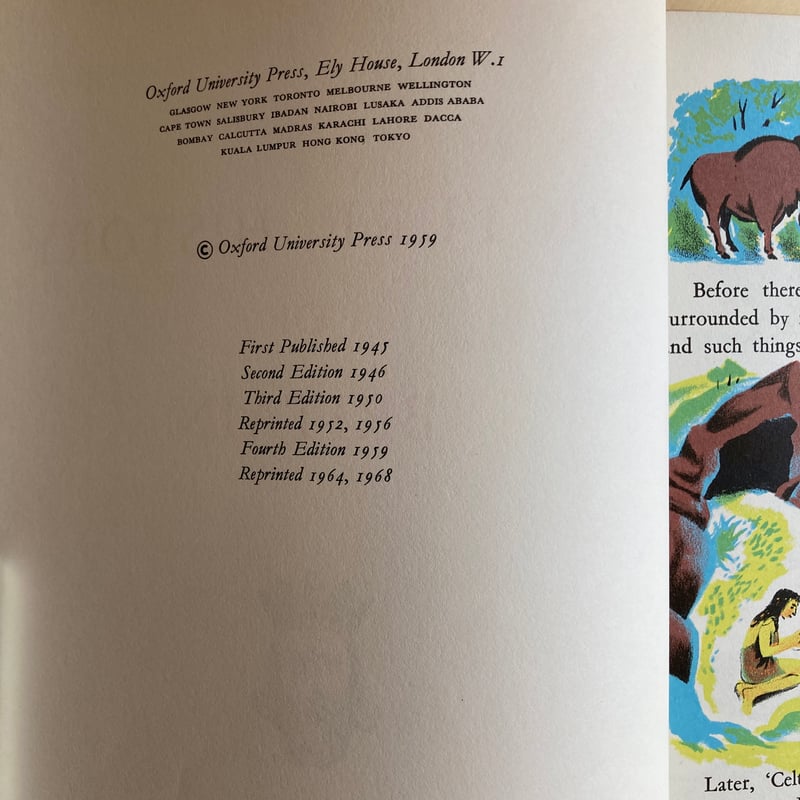 Oxford University Press, Ely House, London W.1
GLASGOW NEW YORK TORONTO MELBOURNE WELLINGTON
CAPE TOWN SALISBURY IBADAN NAIROBI LUSAKA ADDIS ABABA
BOMBAY CALCUTTA MADRAS KARACHI LAHORE DACCA
KUALA LUMPUR HONG KONG TOKYO
© Oxford University Press 1959
First Published 1945
Second Edition 1946
Third Edition 1950
Reprinted 1952, 1956
Fourth Edition 1959
Reprinted 1964, 1968
Before there
urrounded by
nd such things
Later, ‘Celt